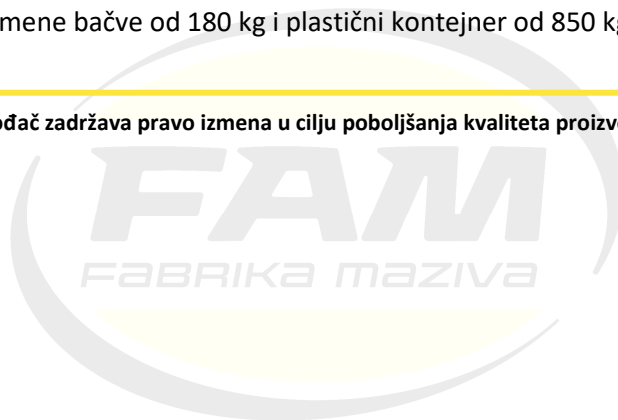 mene bačve od 180 kg i plastični kontejner od 850 kg
ođač zadržava pravo izmena u cilju poboljšanja kvaliteta proizv
FAM
FABRIKA MAZIVA